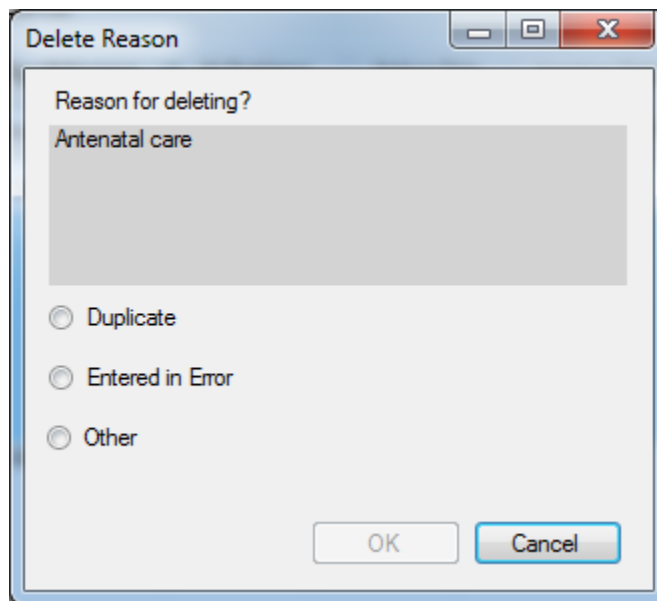 Delete Reason
Reason for deleting?
Antenatal care
Duplicate
Entered in Error
Other
OK
Cancel